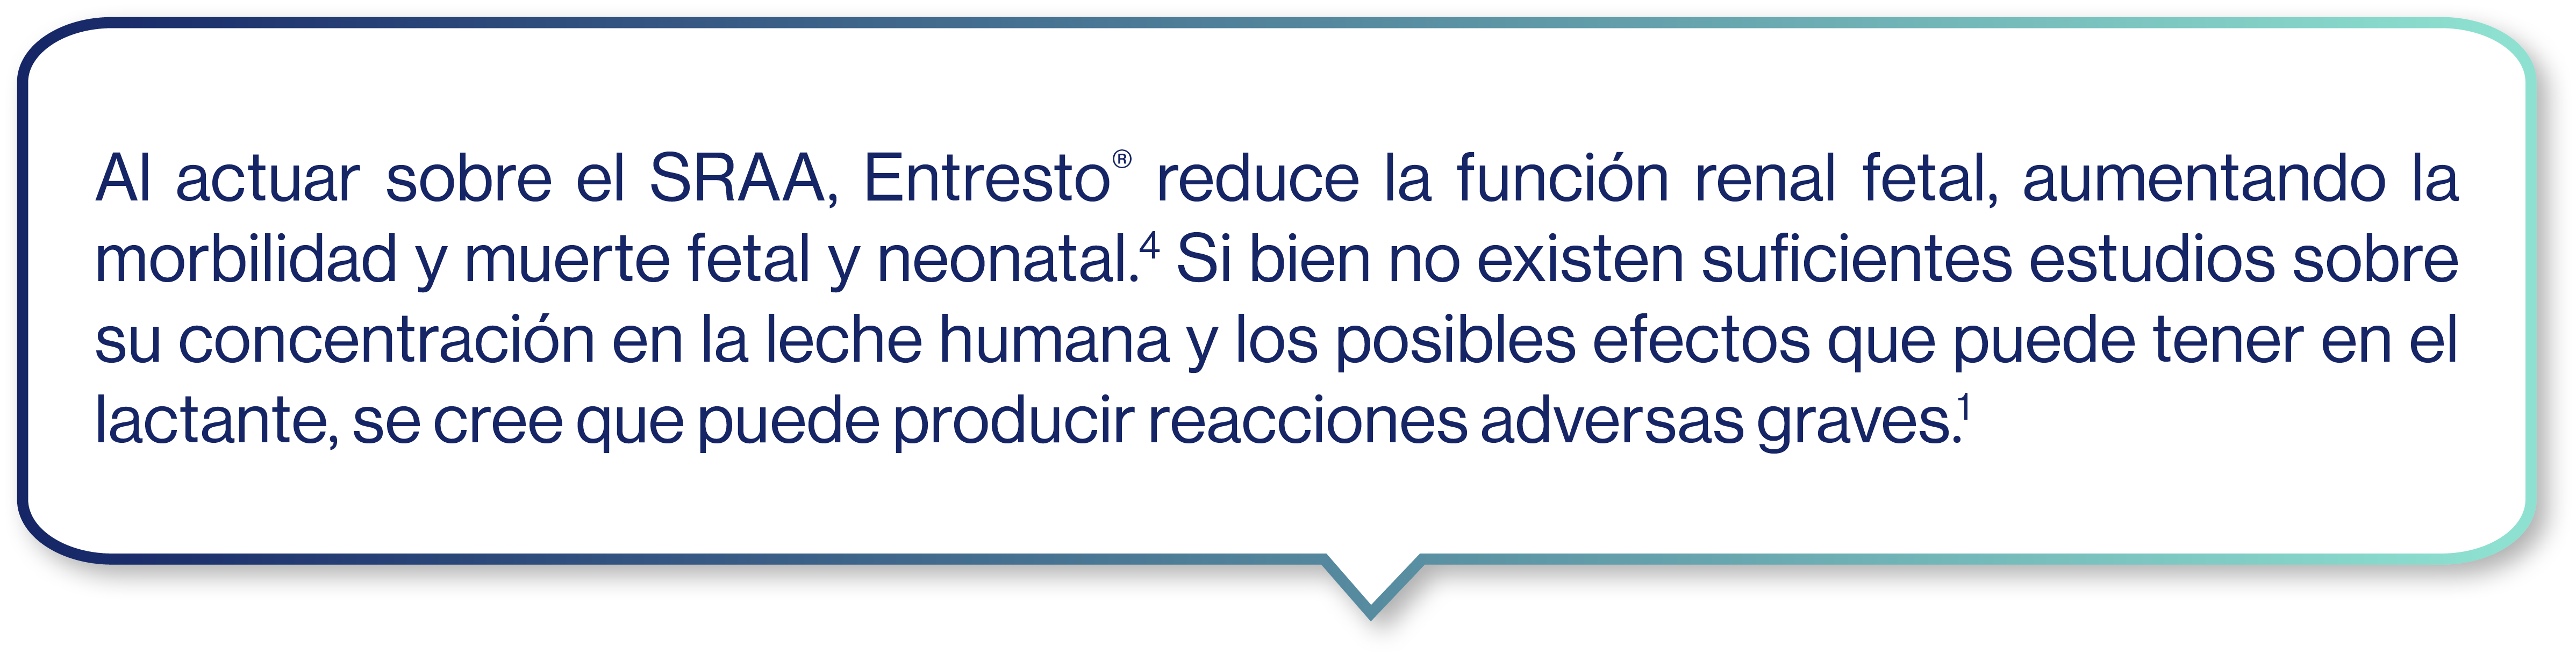 Al actuar sobre el SRAA, Entresto® reduce la función renal fetal, aumentando la
morbilidad y muerte fetal y neonatal.⁴ Si bien no existen suficientes estudios sobre
su concentración en la leche humana y los posibles efectos que puede tener en el
lactante, se cree que puede producir reacciones adversas graves.¹